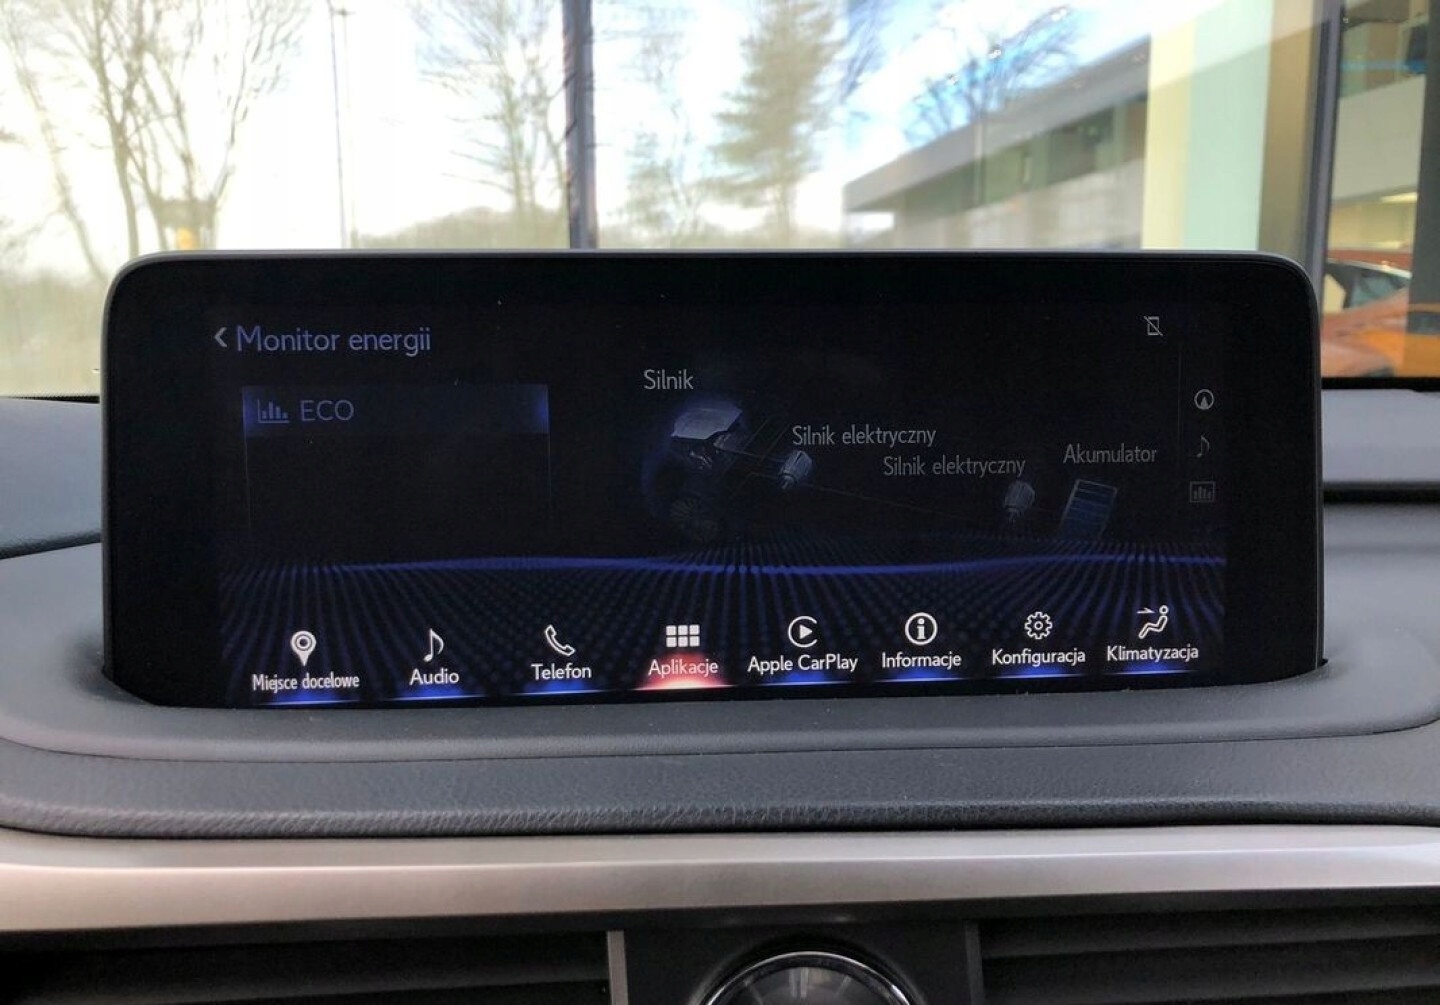 Monitor energii
ECO
Silnik
Silnik elektryczny
Silnik elektryczny
Akumulator
Miejsce docelowe
Audio
Telefon
Aplikacje
Apple CarPlay
Informacje
Konfiguracja
Klimatyzacja